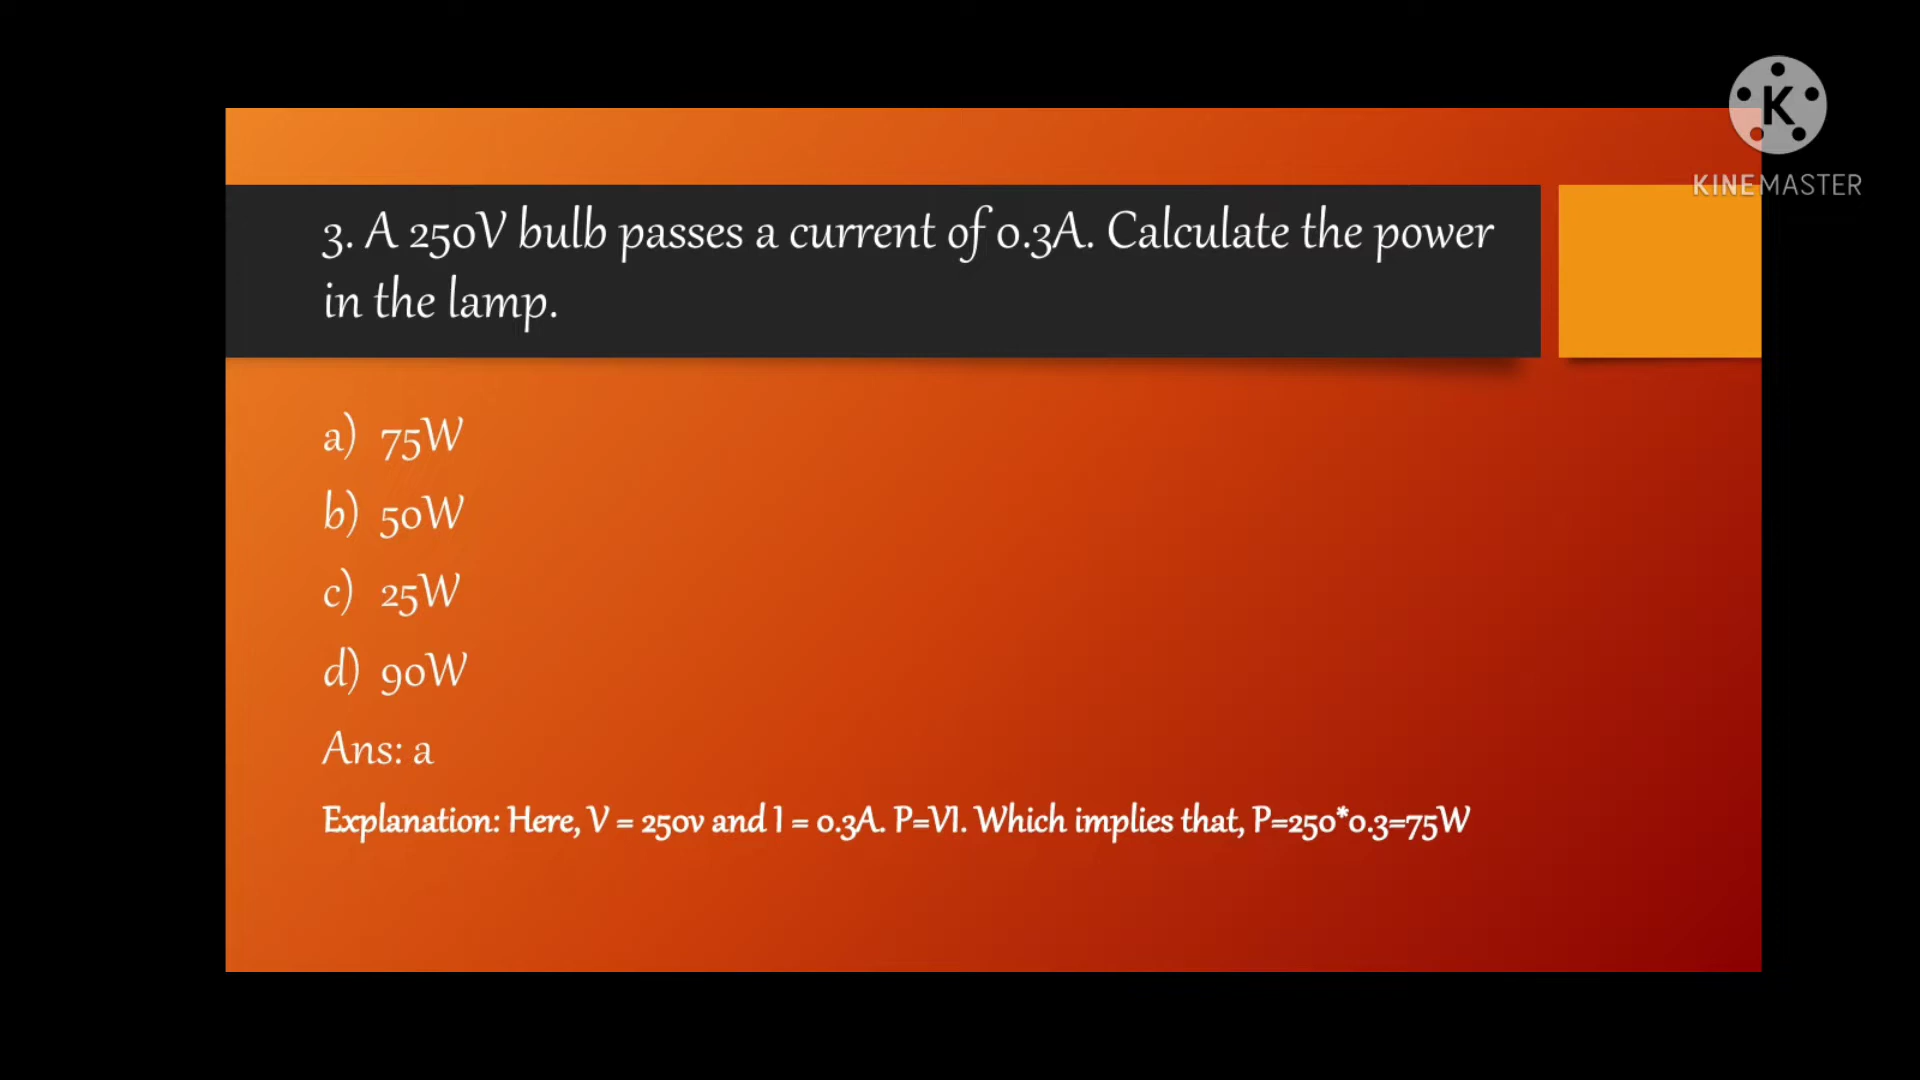 K
KINEMASTER
3. A 250V bulb passes a current of 0.3A. Calculate the power
in the lamp.
a) 75W
b) 50W
c) 25W
d) 90W
Ans: a
Explanation: Here, V = 250v and I = 0.3A. P=VI. Which implies that, P=250*0.3=75W